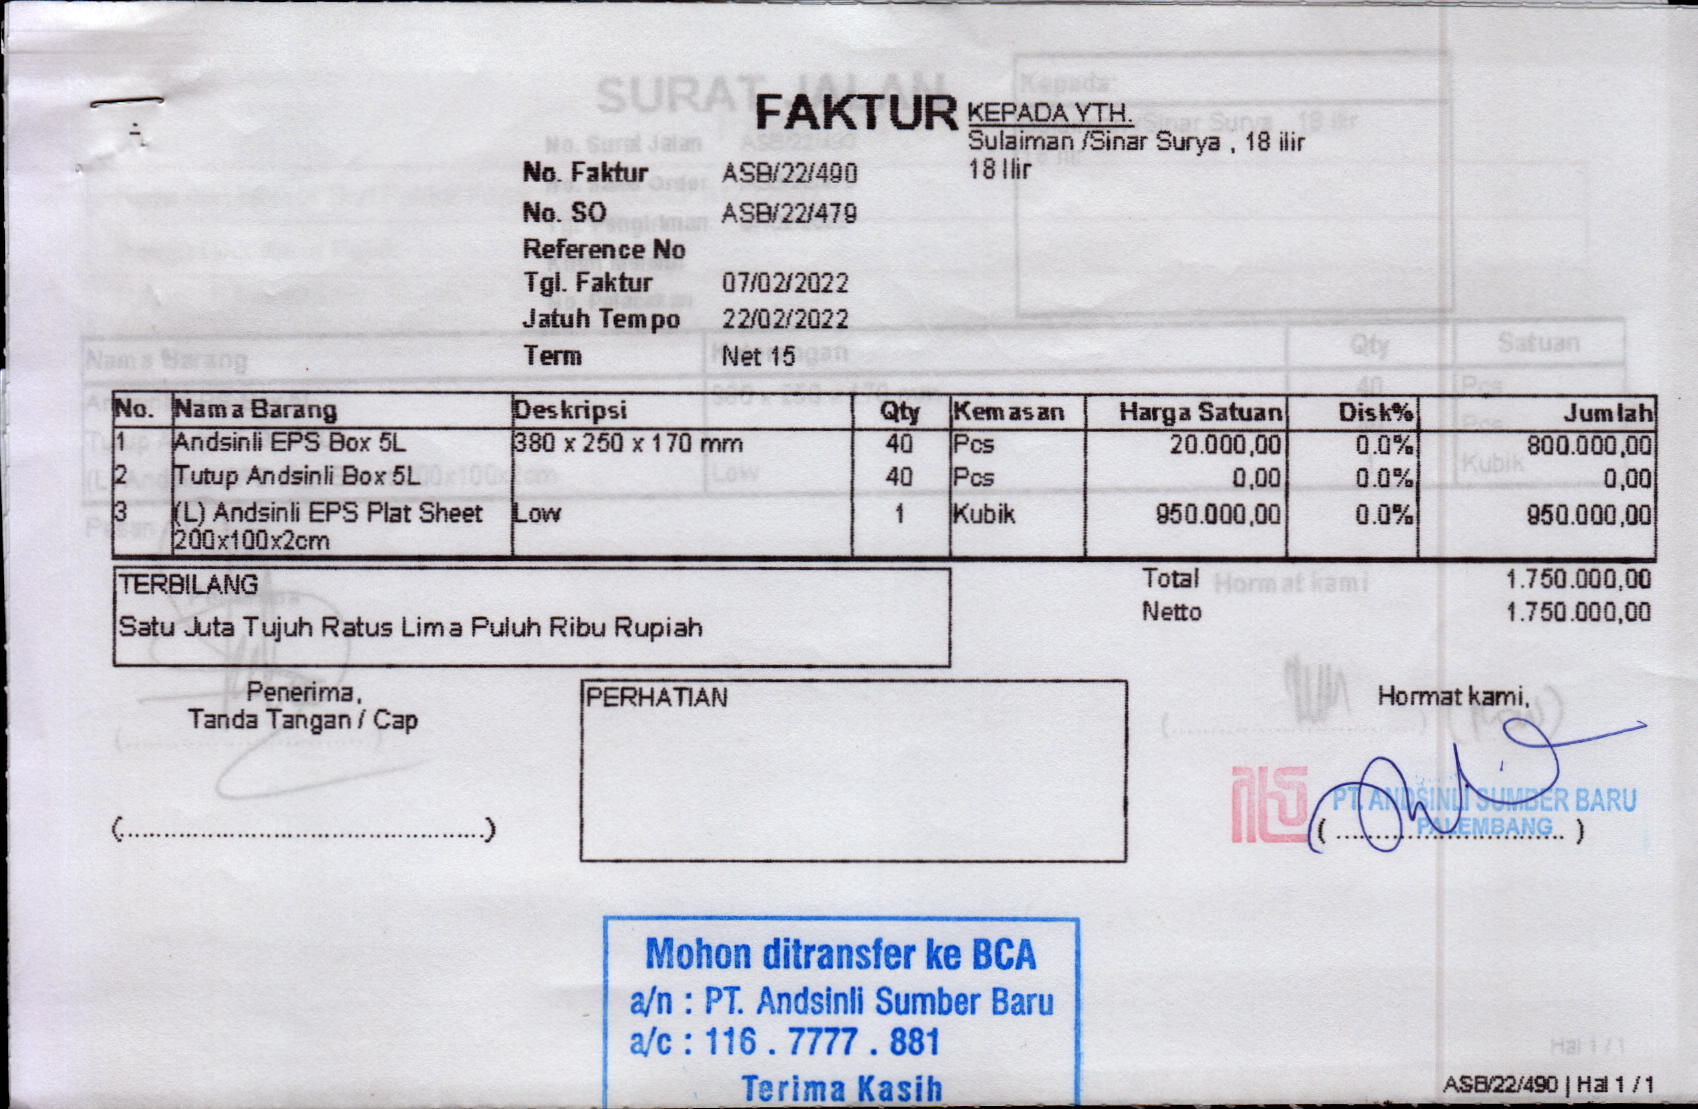 FAKTUR
KEPADA YTH.
Sulaiman /Sinar Surya , 18 ilir
18 Ilir
No. Faktur ASB/22/490
No. SO ASB/22/479
Reference No
Tgl. Faktur 07/02/2022
Jatuh Tempo 22/02/2022
Term Net 15
No. Nama Barang Deskripsi Qty Kemasan Harga Satuan Disk% Jumlah
1 Andsinli EPS Box 5L 380 x 250 x 170 mm 40 Pcs 20.000,00 0.0% 800.000,00
2 Tutup Andsinli Box 5L 40 Pcs 0,00 0.0% 0,00
3 (L) Andsinli EPS Plat Sheet Low 1 Kubik 950.000,00 0.0% 950.000,00
200x100x2cm
TERBILANG
Satu Juta Tujuh Ratus Lima Puluh Ribu Rupiah
Total 1.750.000,00
Netto 1.750.000,00
Penerima,
Tanda Tangan / Cap
(................................................)
PERHATIAN
Hormat kami,
PT. ANDSINLI SUMBER BARU
PALEMBANG
( .............................. )
Mohon ditransfer ke BCA
a/n : PT. Andsinli Sumber Baru
a/c : 116 . 7777 . 881
Terima Kasih
ASB/22/490 | Hal 1 / 1